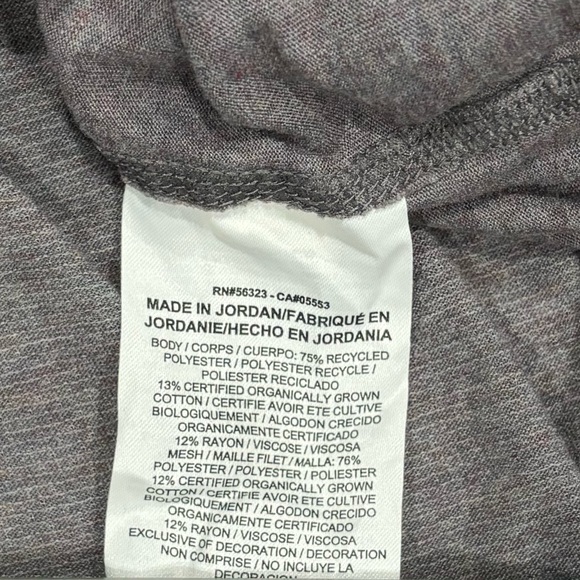 RN#56323 - CA#05553
MADE IN JORDAN/FABRIQUÉ EN
JORDANIE/HECHO EN JORDANIA
BODY / CORPS / CUERPO: 75% RECYCLED
POLYESTER / POLYESTER RECYCLE /
POLIESTER RECICLADO
13% CERTIFIED ORGANICALLY GROWN
COTTON / CERTIFIE AVOIR ETE CULTIVE
BIOLOGIQUEMENT / ALGODON CRECIDO
ORGANICAMENTE CERTIFICADO
12% RAYON / VISCOSE / VISCOSA
MESH / MAILLE FILET / MALLA: 76%
POLYESTER / POLYESTER / POLIESTER
12% CERTIFIED ORGANICALLY GROWN
COTTON / CERTIFIE AVOIR ETE CULTIVE
BIOLOGIQUEMENT / ALGODON CRECIDO
ORGANICAMENTE CERTIFICADO
12% RAYON / VISCOSE / VISCOSA
EXCLUSIVE OF DECORATION / DECORATION
NON COMPRISE / NO INCLUYE LA
DECORACION